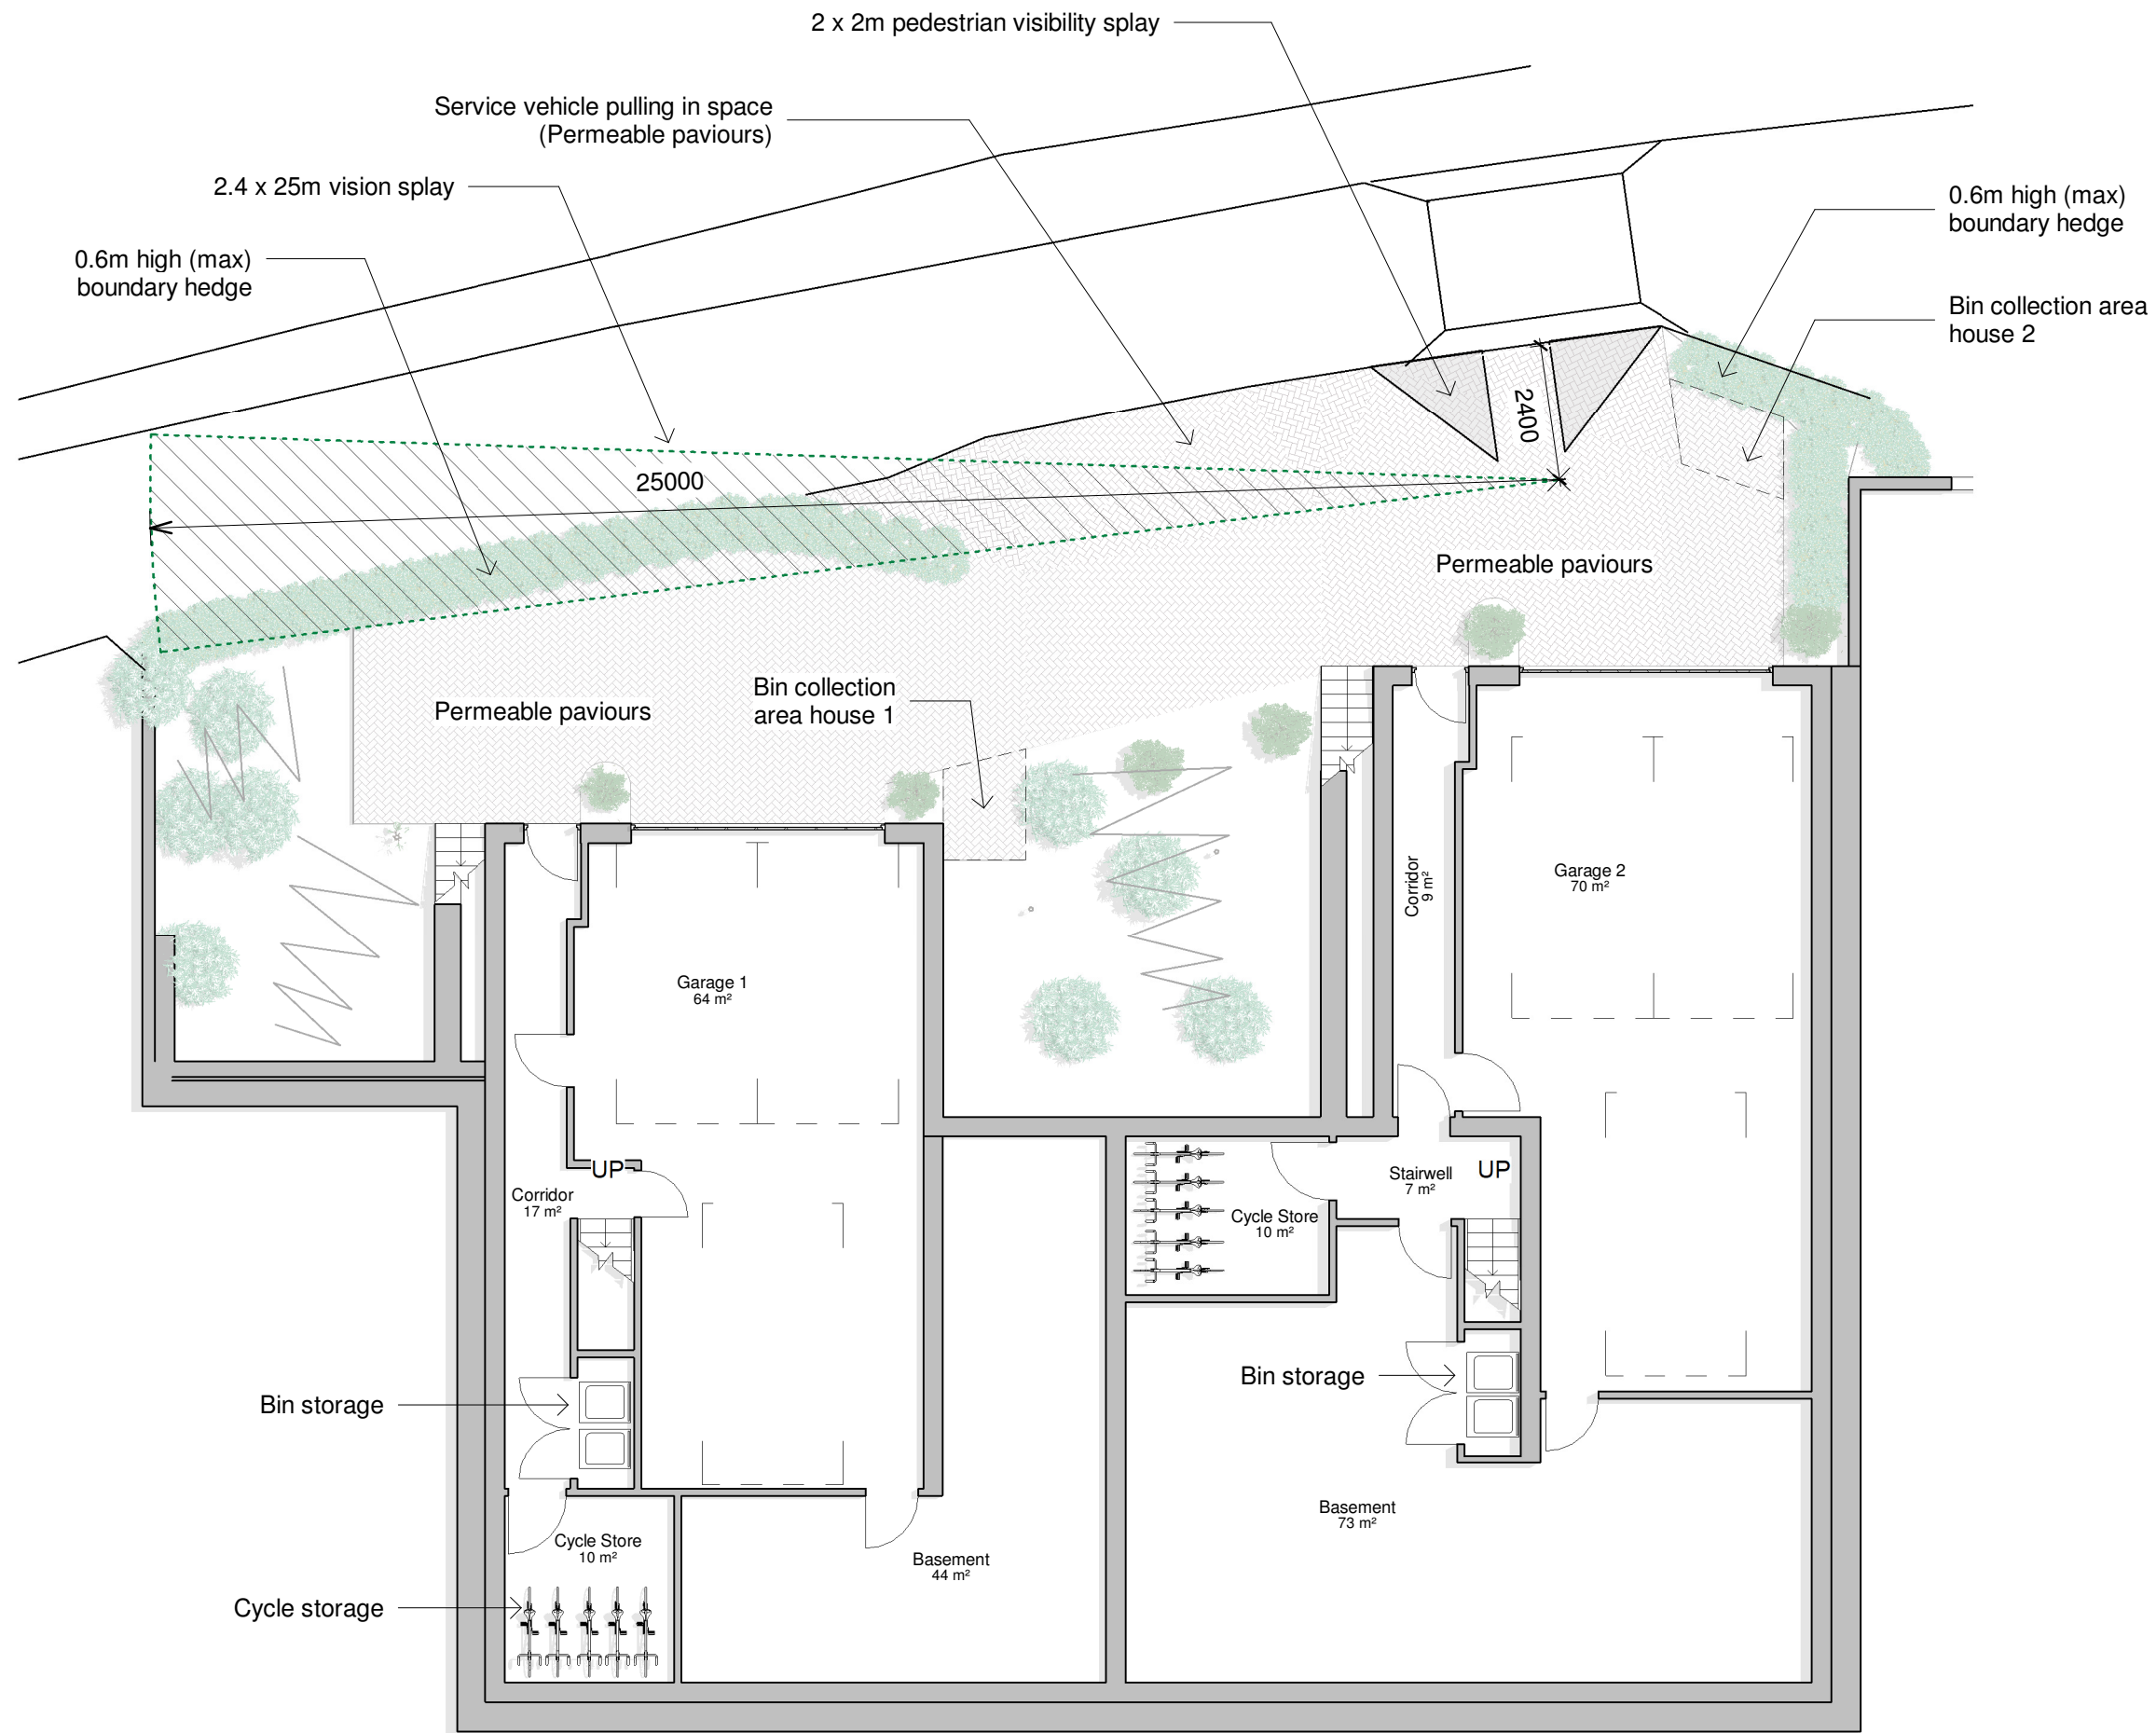 2 x 2m pedestrian visibility splay
Service vehicle pulling in space
(Permeable paviours)
2.4 x 25m vision splay
0.6m high (max)
boundary hedge
0.6m high (max)
boundary hedge
Bin collection area
house 2
2400
25000
Permeable paviours
Bin collection
area house 1
Permeable paviours
Corridor
9 m²
Garage 2
70 m²
Garage 1
64 m²
UP
Stairwell
7 m²
UP
Corridor
17 m²
Cycle Store
10 m²
Bin storage
Bin storage
Basement
73 m²
Cycle Store
10 m²
Basement
44 m²
Cycle storage